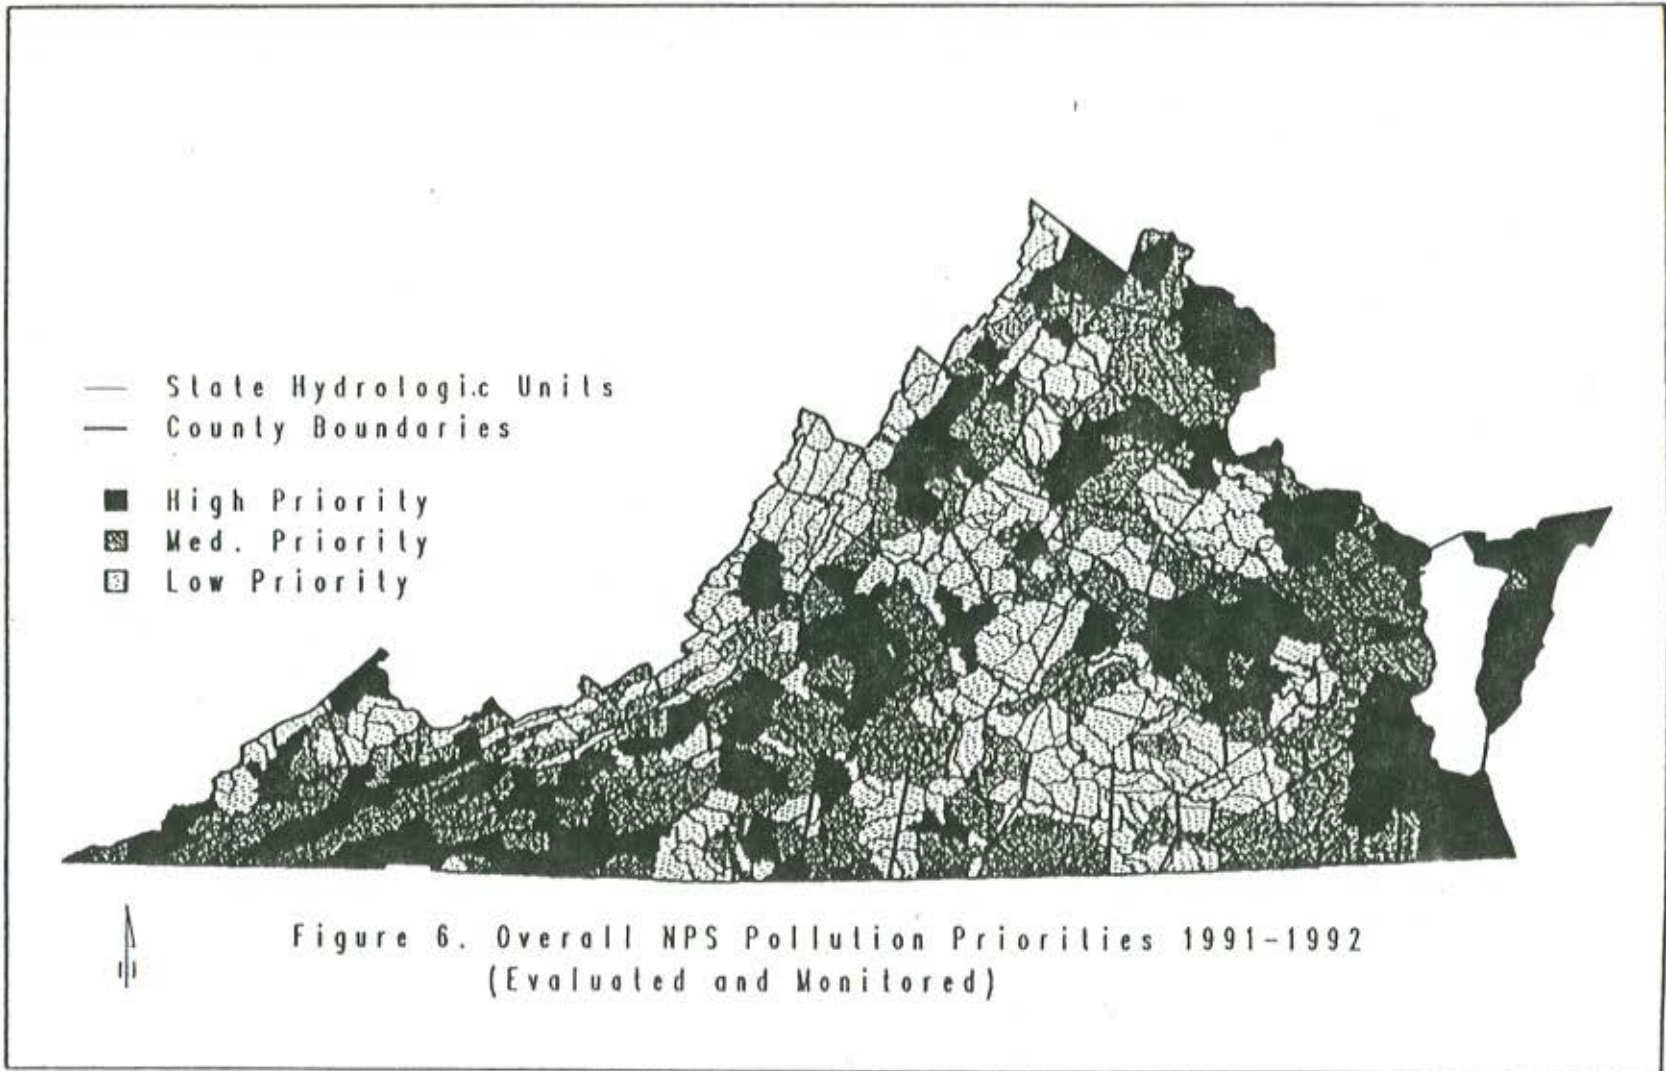 State Hydrologic Units
County Boundaries
High Priority
Med. Priority
Low Priority
Figure 6. Overall NPS Pollution Priorities 1991-1992
(Evaluated and Monitored)